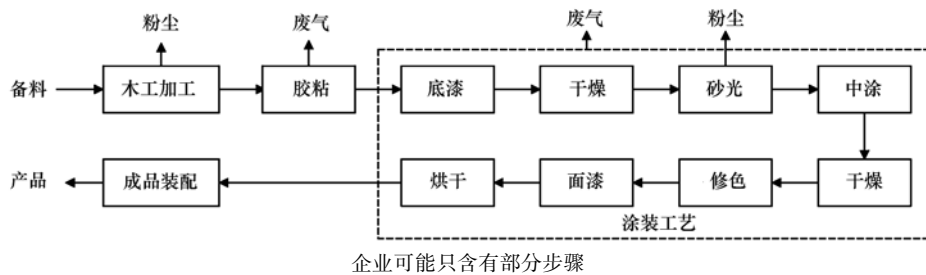 粉尘 废气 废气 粉尘
备料 木工加工 胶粘 底漆 干燥 砂光 中涂
产品 成品装配 烘干 面漆 修色 干燥
涂装工艺
企业可能只含有部分步骤